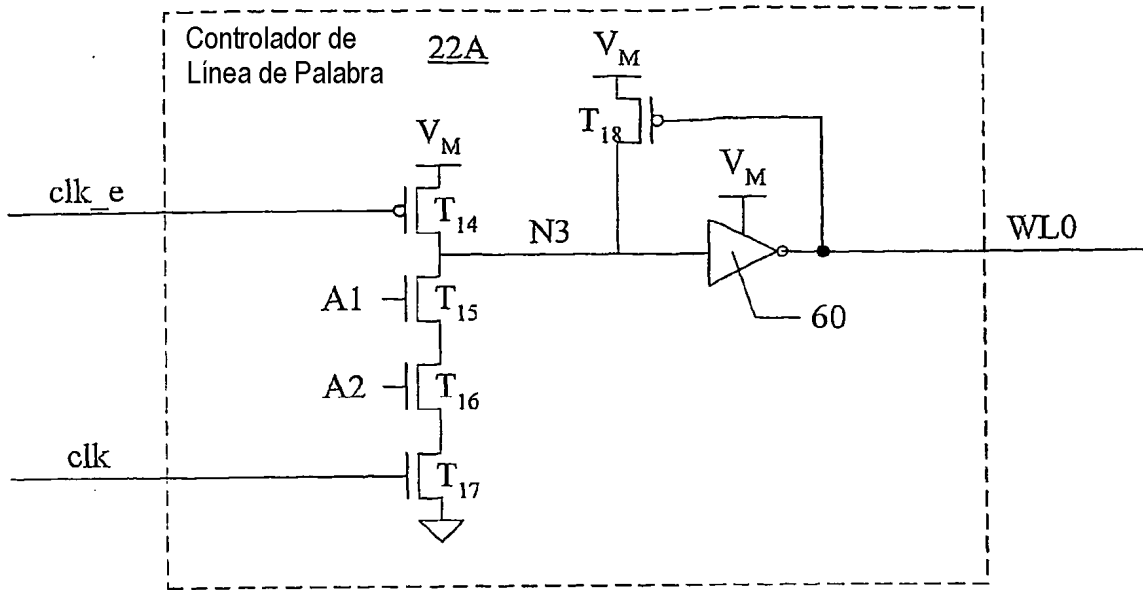 Controlador de
Línea de Palabra
22A
V_M
T_18
V_M
clk_e
T_14
V_M
N3
WL0
A1
T_15
60
A2
T_16
clk
T_17